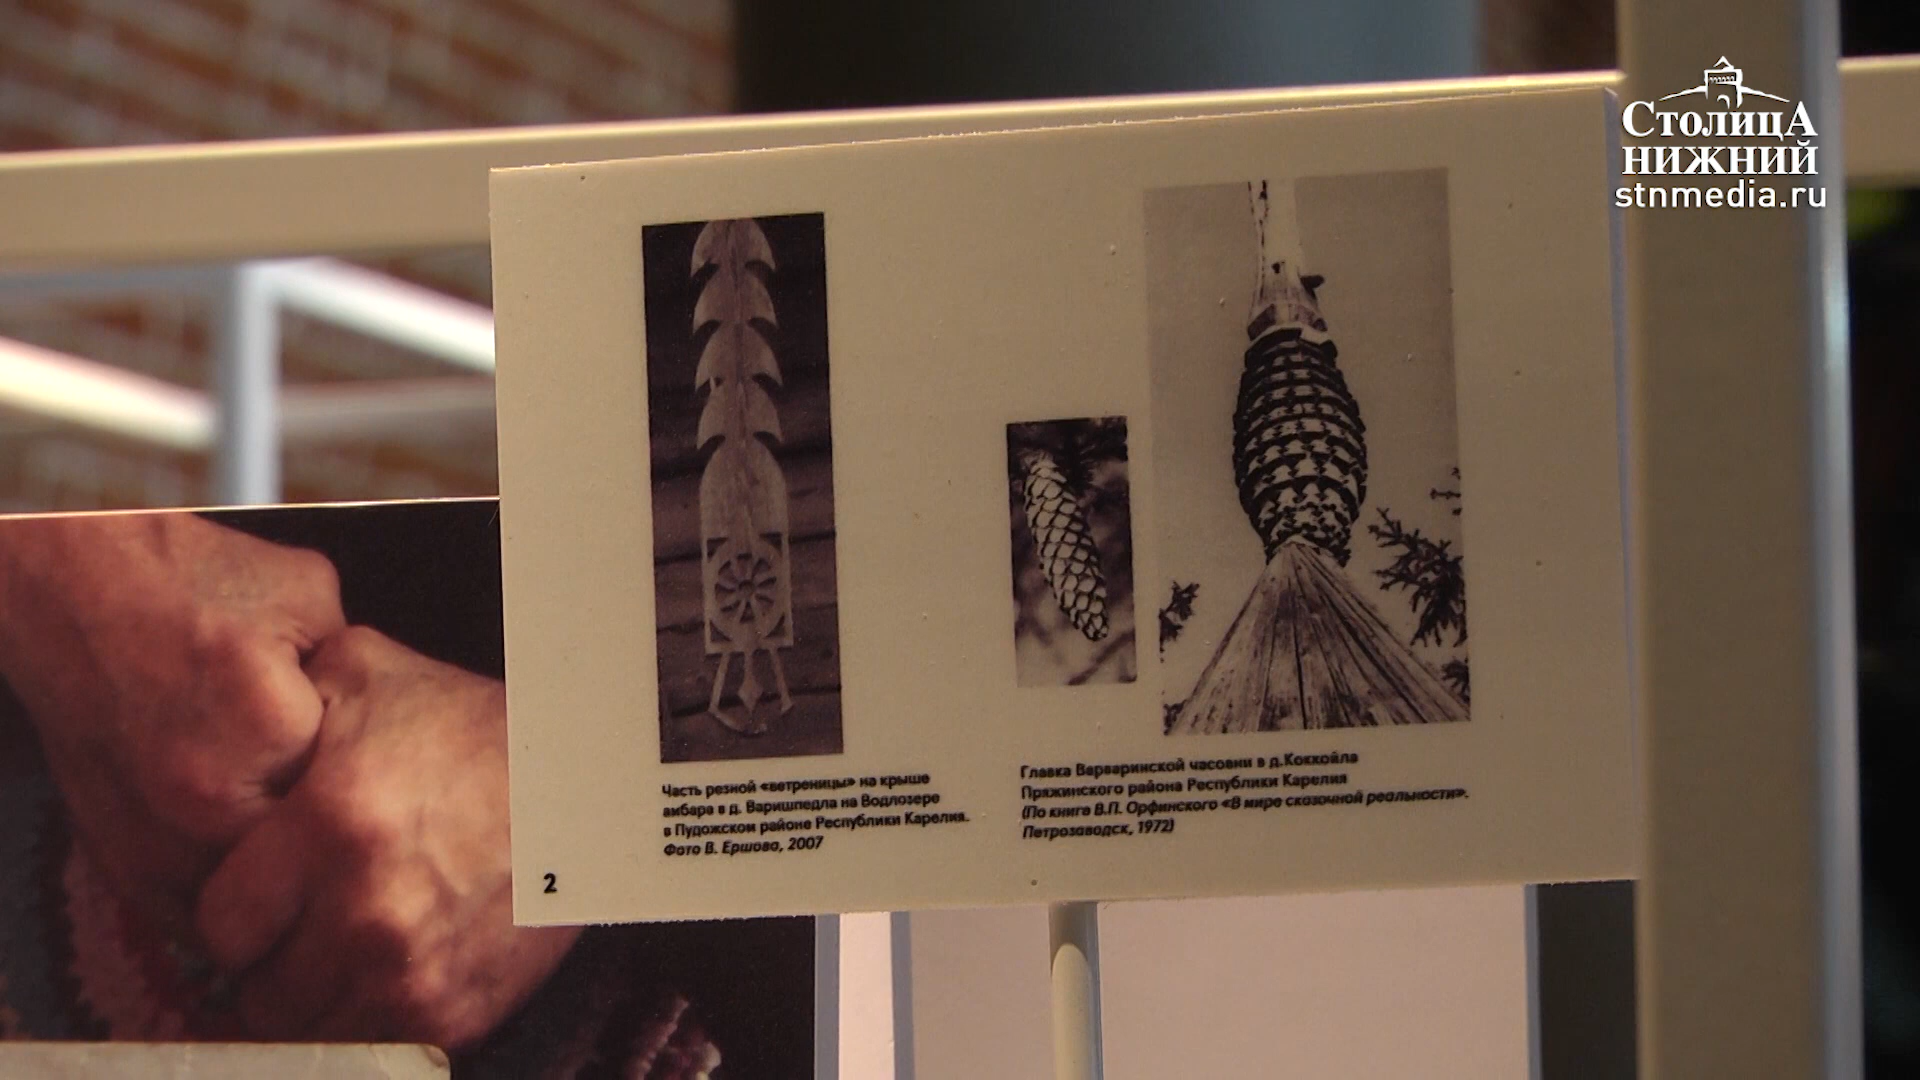 СтолицА
НИЖНИЙ
stnmedia.ru
Часть резной «ветреницы» на крыше
амбара в д. Варишпедла на Водлозере
в Пудожском районе Республики Карелия.
Фото В. Ершова, 2007
Главка Варваринской часовни в д.Коккойла
Пряжинского района Республики Карелия
(По книге В.П. Орфинского «В мире сказочной реальности».
Петрозаводск, 1972)
2